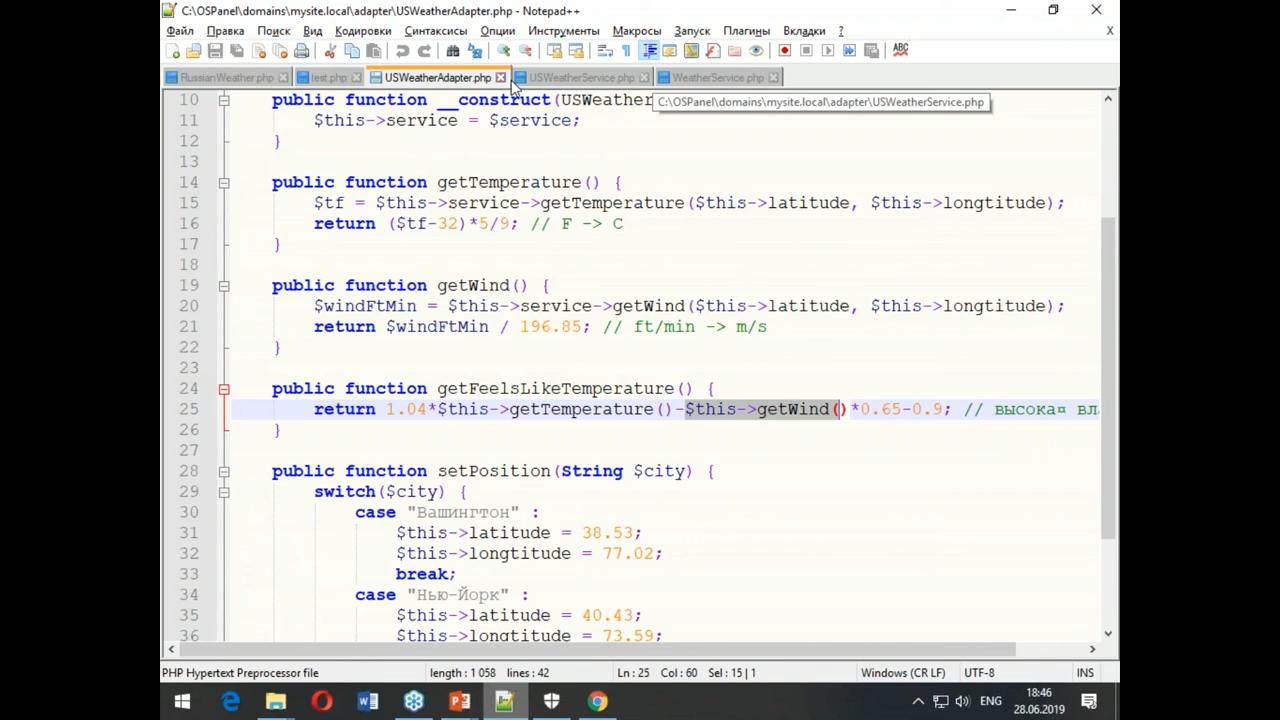 C:\OSPanel\domains\mysite.local\adapter\USWeatherAdapter.php - Notepad++
Файл Правка Поиск Вид Кодировки Синтаксисы Опции Инструменты Макросы Запуск Плагины Вкладки ? X
RussianWeather.php test.php USWeatherAdapter.php USWeatherService.php WeatherService.php
C:\OSPanel\domains\mysite.local\adapter\USWeatherService.php
10 public function __construct(USWeather
11 $this->service = $service;
12 }
13
14 public function getTemperature() {
15 $tf = $this->service->getTemperature($this->latitude, $this->longtitude);
16 return ($tf-32)*5/9; // F -> C
17 }
18
19 public function getWind() {
20 $windFtMin = $this->service->getWind($this->latitude, $this->longtitude);
21 return $windFtMin / 196.85; // ft/min -> m/s
22 }
23
24 public function getFeelsLikeTemperature() {
25 return 1.04*$this->getTemperature()-$this->getWind()*0.65-0.9; // высока¤ вл
26 }
27
28 public function setPosition(String $city) {
29 switch($city) {
30 case "Вашингтон" :
31 $this->latitude = 38.53;
32 $this->longtitude = 77.02;
33 break;
34 case "Нью-Йорк" :
35 $this->latitude = 40.43;
36 $this->longtitude = 73.59;
PHP Hypertext Preprocessor file length : 1 058 lines : 42 Ln : 25 Col : 60 Sel : 15 | 1 Windows (CR LF) UTF-8 INS
ENG 18:46
28.06.2019